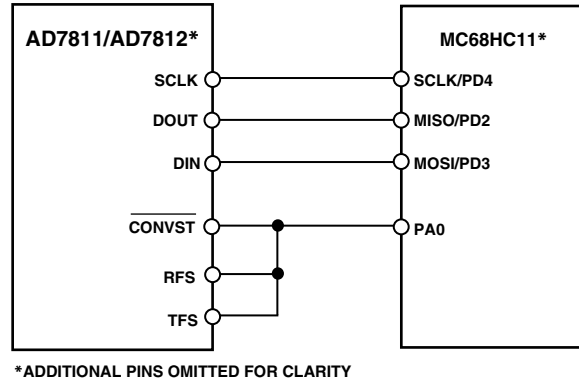 AD7811/AD7812*
MC68HC11*
SCLK
SCLK/PD4
DOUT
MISO/PD2
DIN
MOSI/PD3
CONVST
PA0
RFS
TFS
*ADDITIONAL PINS OMITTED FOR CLARITY